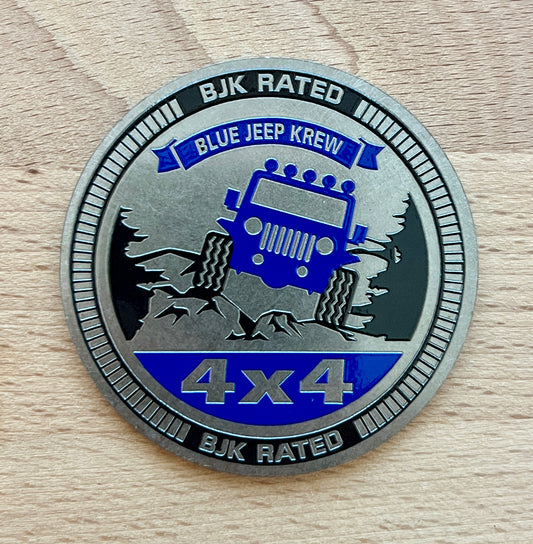 BJK RATED
BLUE JEEP KREW
4x4
BJK RATED